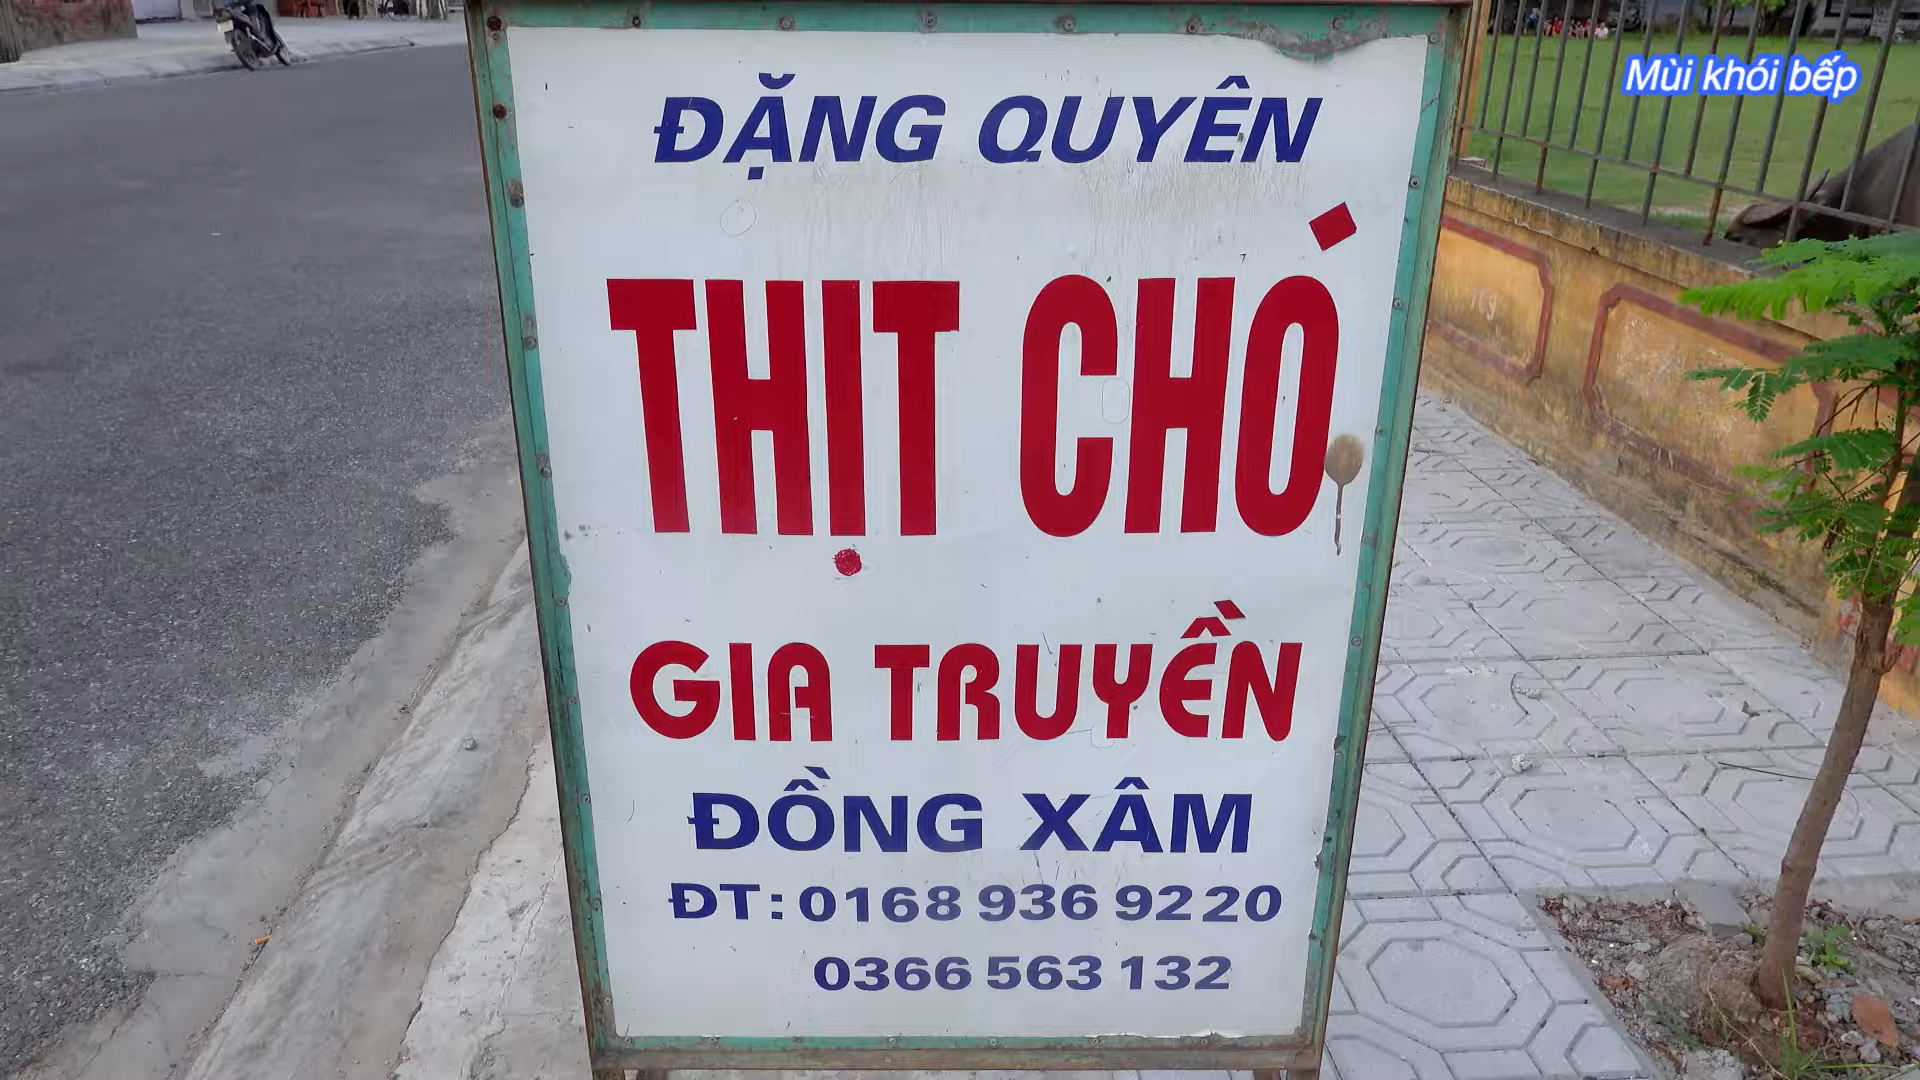 Mùi khói bếp
ĐẶNG QUYÊN
THỊT CHÓ
GIA TRUYỀN
ĐỒNG XÂM
ĐT: 0168 936 9220
0366 563 132